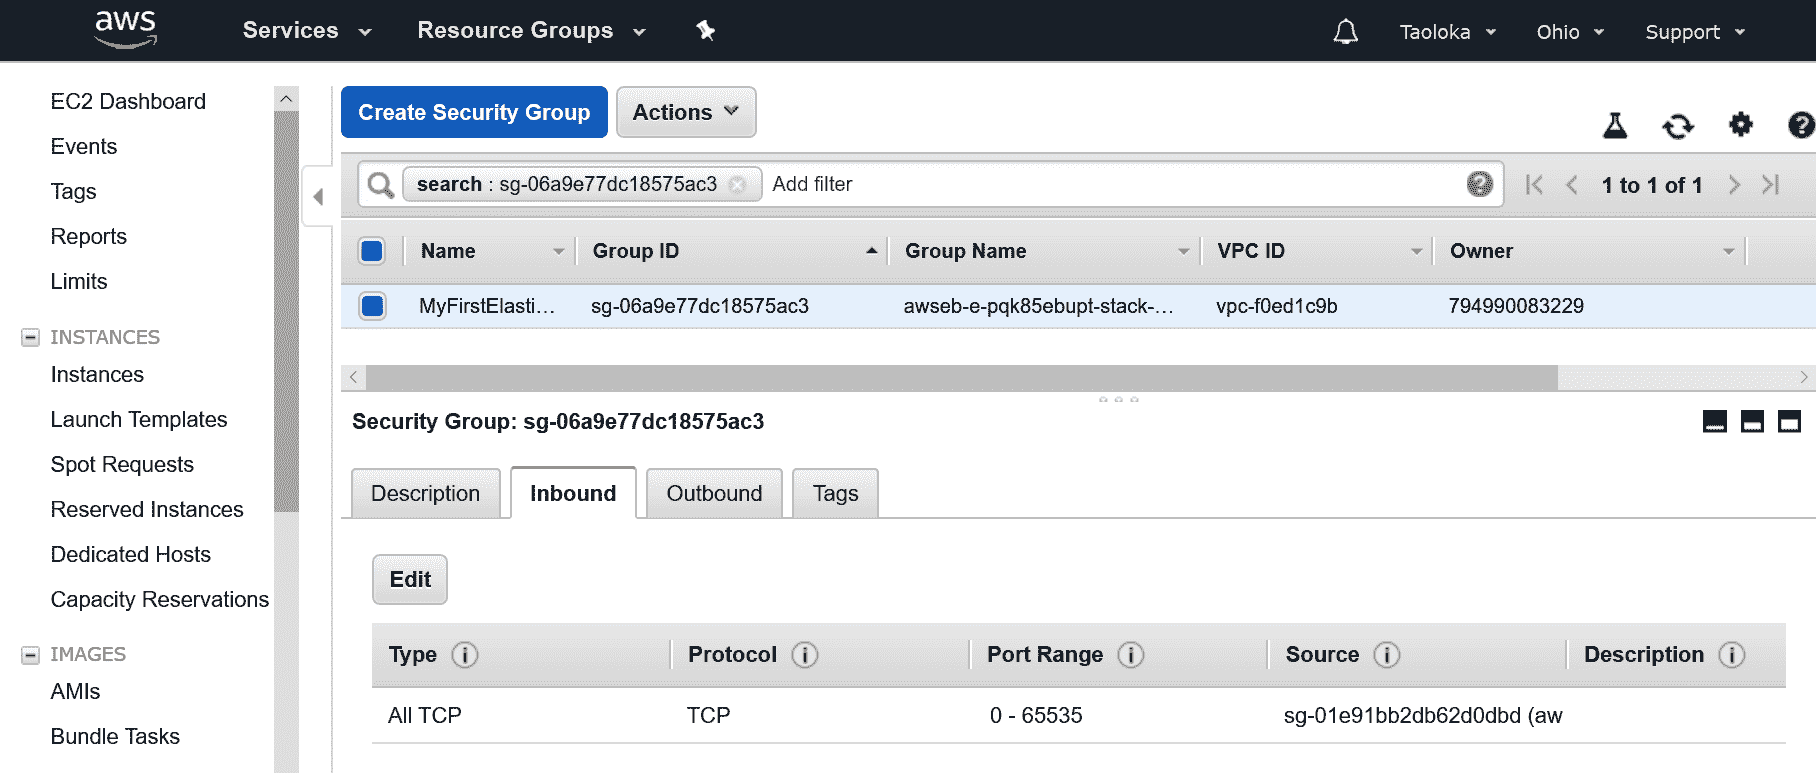 aws Services Resource Groups Taoloka Ohio Support
EC2 Dashboard
Events
Tags
Reports
Limits
INSTANCES
Instances
Launch Templates
Spot Requests
Reserved Instances
Dedicated Hosts
Capacity Reservations
IMAGES
AMIs
Bundle Tasks
Create Security Group Actions
search : sg-06a9e77dc18575ac3 Add filter 1 to 1 of 1
Name Group ID Group Name VPC ID Owner
MyFirstElasti... sg-06a9e77dc18575ac3 awseb-e-pqk85ebupt-stack-... vpc-f0ed1c9b 794990083229
Security Group: sg-06a9e77dc18575ac3
Description Inbound Outbound Tags
Edit
Type Protocol Port Range Source Description
All TCP TCP 0 - 65535 sg-01e91bb2db62d0dbd (aw